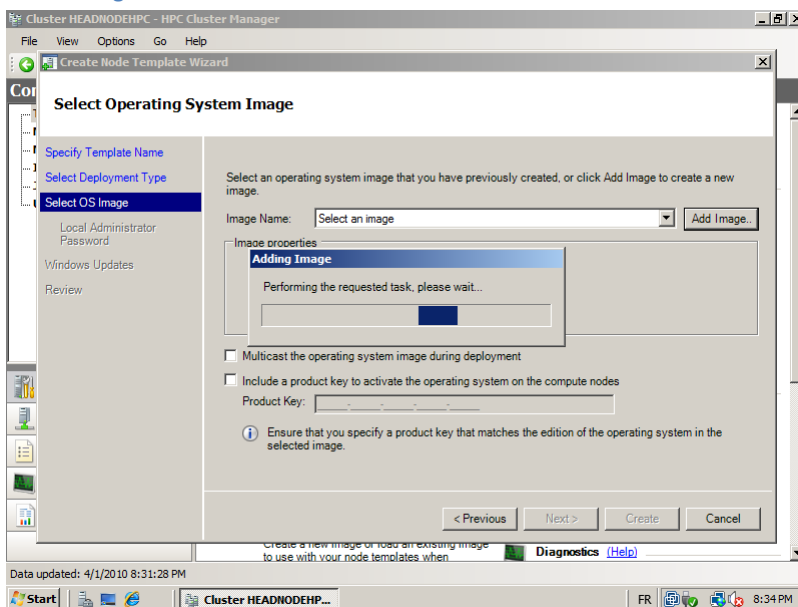 Cluster HEADNODEHPC - HPC Cluster Manager
File View Options Go Help
Create Node Template Wizard
Select Operating System Image
Specify Template Name
Select Deployment Type
Select OS Image
Local Administrator
Password
Windows Updates
Review
Select an operating system image that you have previously created, or click Add Image to create a new
image.
Image Name: Select an image Add Image..
Image properties
Adding Image
Performing the requested task, please wait...
Multicast the operating system image during deployment
Include a product key to activate the operating system on the compute nodes
Product Key: _____-_____-_____-_____-_____
Ensure that you specify a product key that matches the edition of the operating system in the
selected image.
< Previous Next > Create Cancel
Create a new image or load an existing image
to use with your node templates when
Diagnostics (Help)
Data updated: 4/1/2010 8:31:28 PM
Start Cluster HEADNODEHP... FR 8:34 PM